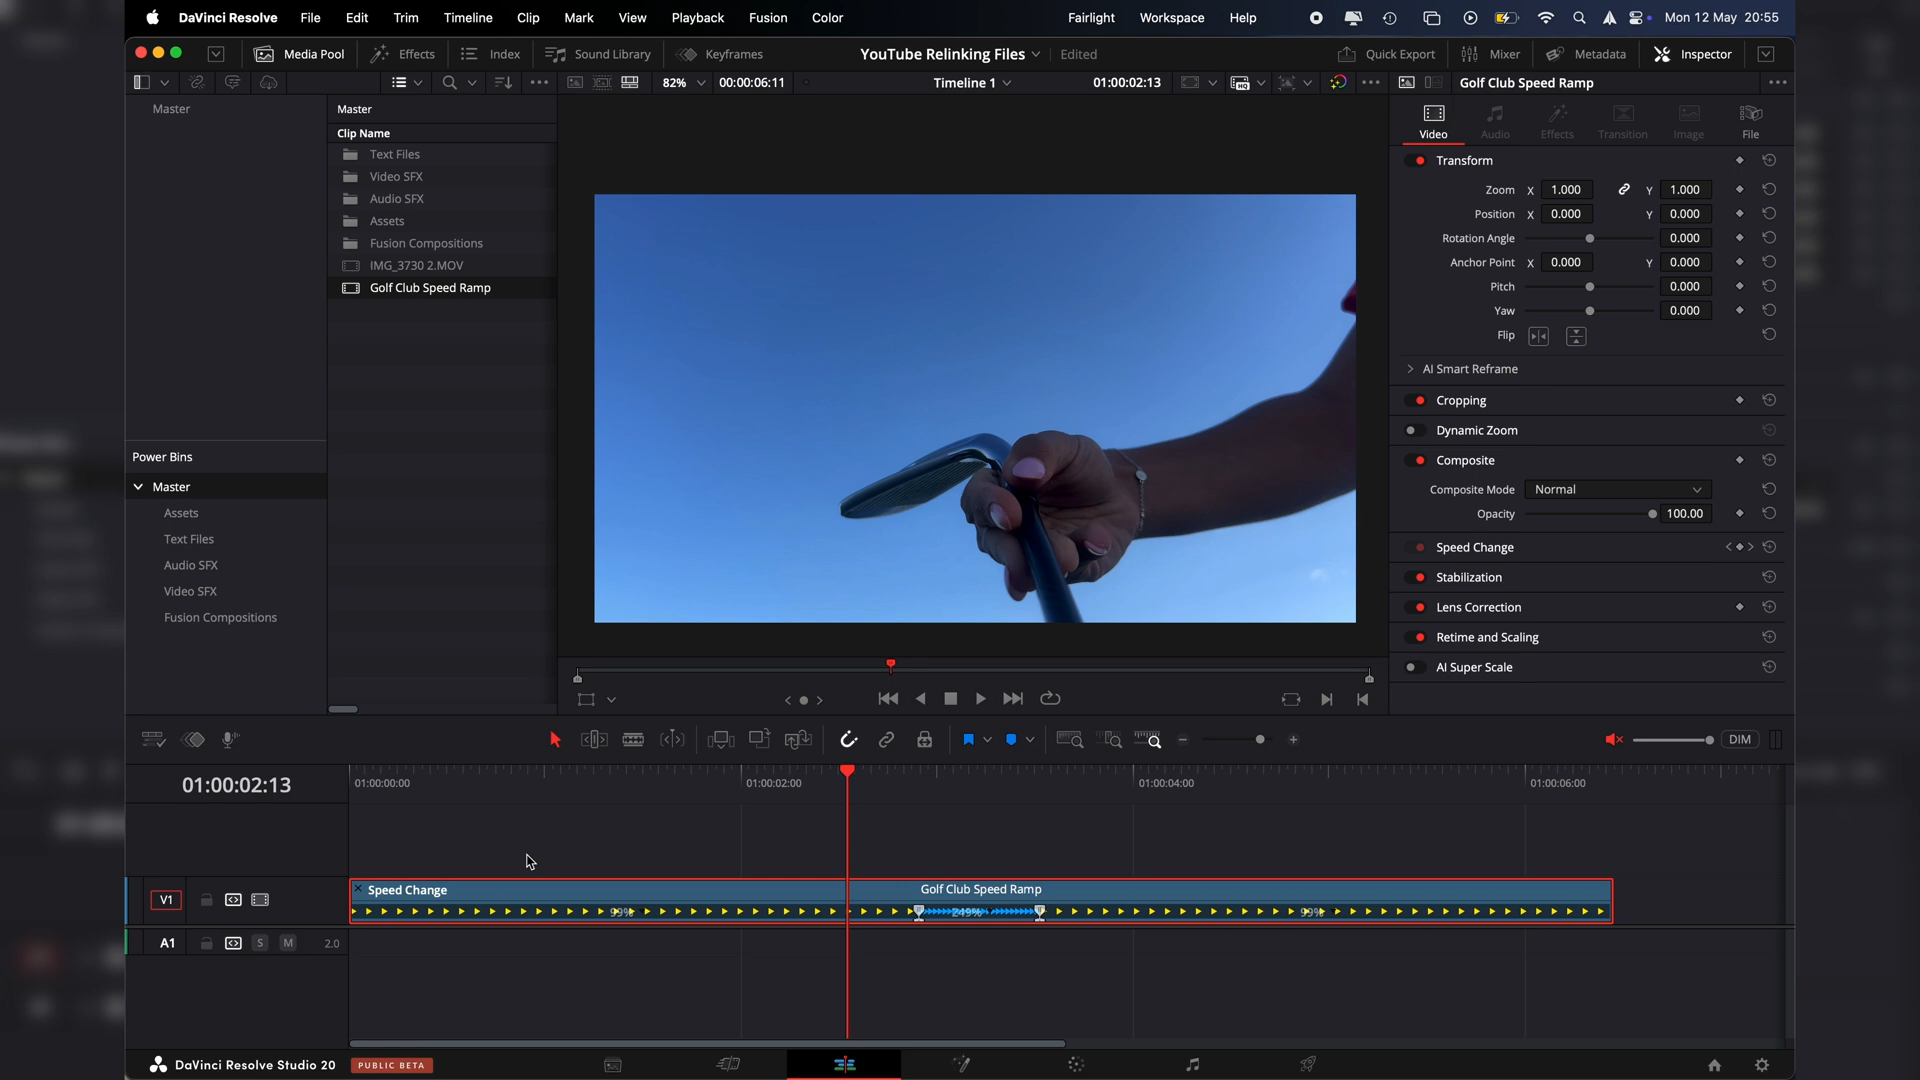 DaVinci Resolve File Edit Trim Timeline Clip Mark View Playback Fusion Color Fairlight Workspace Help Mon 12 May 20:55
Media Pool Effects Index Sound Library Keyframes YouTube Relinking Files Edited Quick Export Mixer Metadata Inspector
82% 00:00:06:11 Timeline 1 01:00:02:13 HQ Golf Club Speed Ramp
Master
Master
Clip Name
Text Files
Video SFX
Audio SFX
Assets
Fusion Compositions
IMG_3730 2.MOV
Golf Club Speed Ramp
Power Bins
Master
Assets
Text Files
Audio SFX
Video SFX
Fusion Compositions
Video Audio Effects Transition Image File
Transform
Zoom X 1.000 Y 1.000
Position X 0.000 Y 0.000
Rotation Angle 0.000
Anchor Point X 0.000 Y 0.000
Pitch 0.000
Yaw 0.000
Flip
AI Smart Reframe
Cropping
Dynamic Zoom
Composite
Composite Mode Normal
Opacity 100.00
Speed Change
Stabilization
Lens Correction
Retime and Scaling
AI Super Scale
DIM
01:00:02:13 01:00:00:00 01:00:02:00 01:00:04:00 01:00:06:00
V1 Speed Change Golf Club Speed Ramp
99% 249% 99%
A1 S M 2.0
DaVinci Resolve Studio 20 PUBLIC BETA